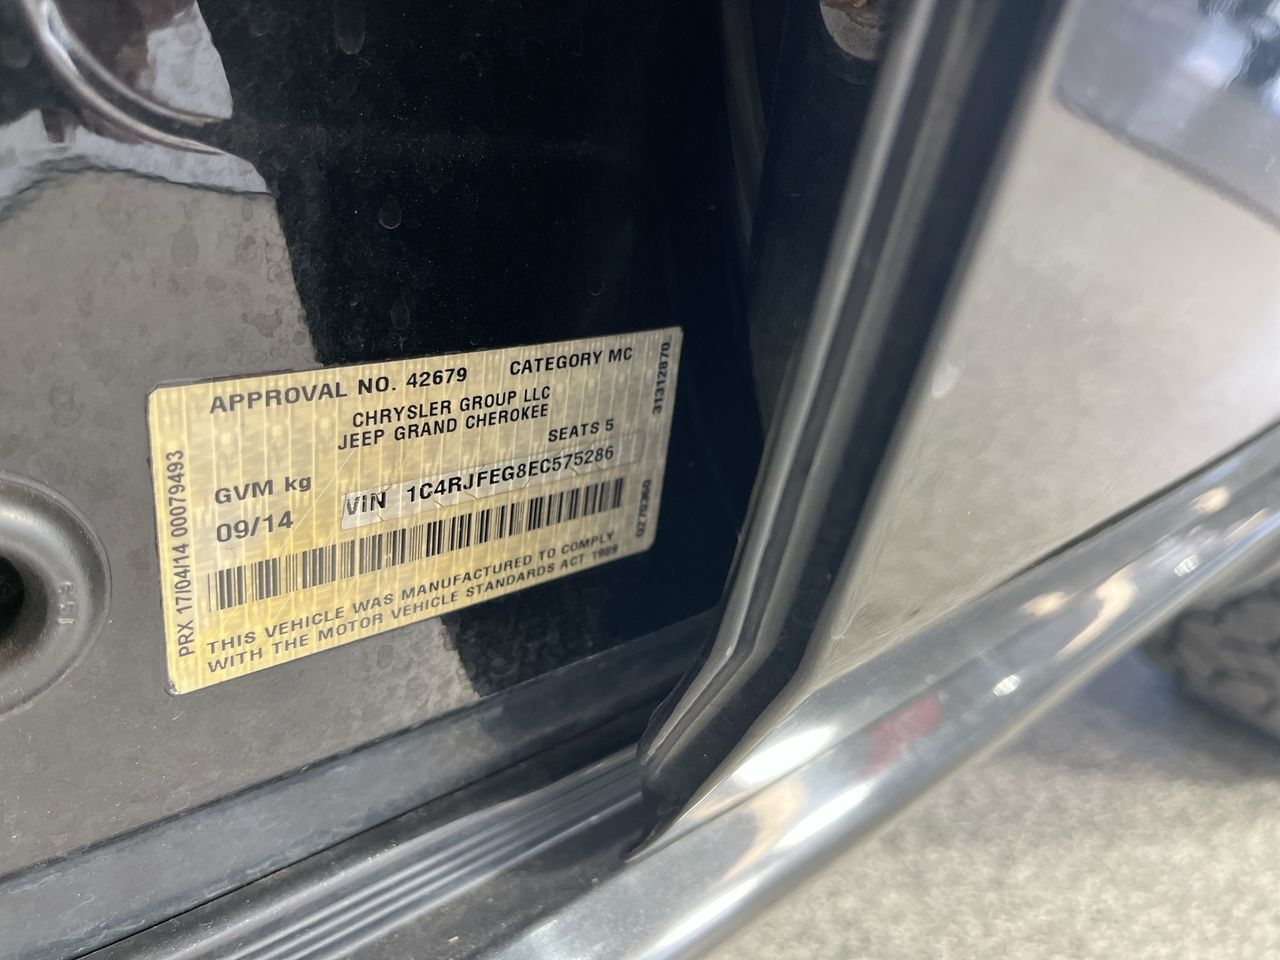 APPROVAL NO. 42679 CATEGORY MC
CHRYSLER GROUP LLC
JEEP GRAND CHEROKEE
SEATS 5
GVM kg
VIN 1C4RJFEG8EC575286
09/14
THIS VEHICLE WAS MANUFACTURED TO COMPLY
WITH THE MOTOR VEHICLE STANDARDS ACT 1989
PRX 17/04/14 00079493
31312870
0270360